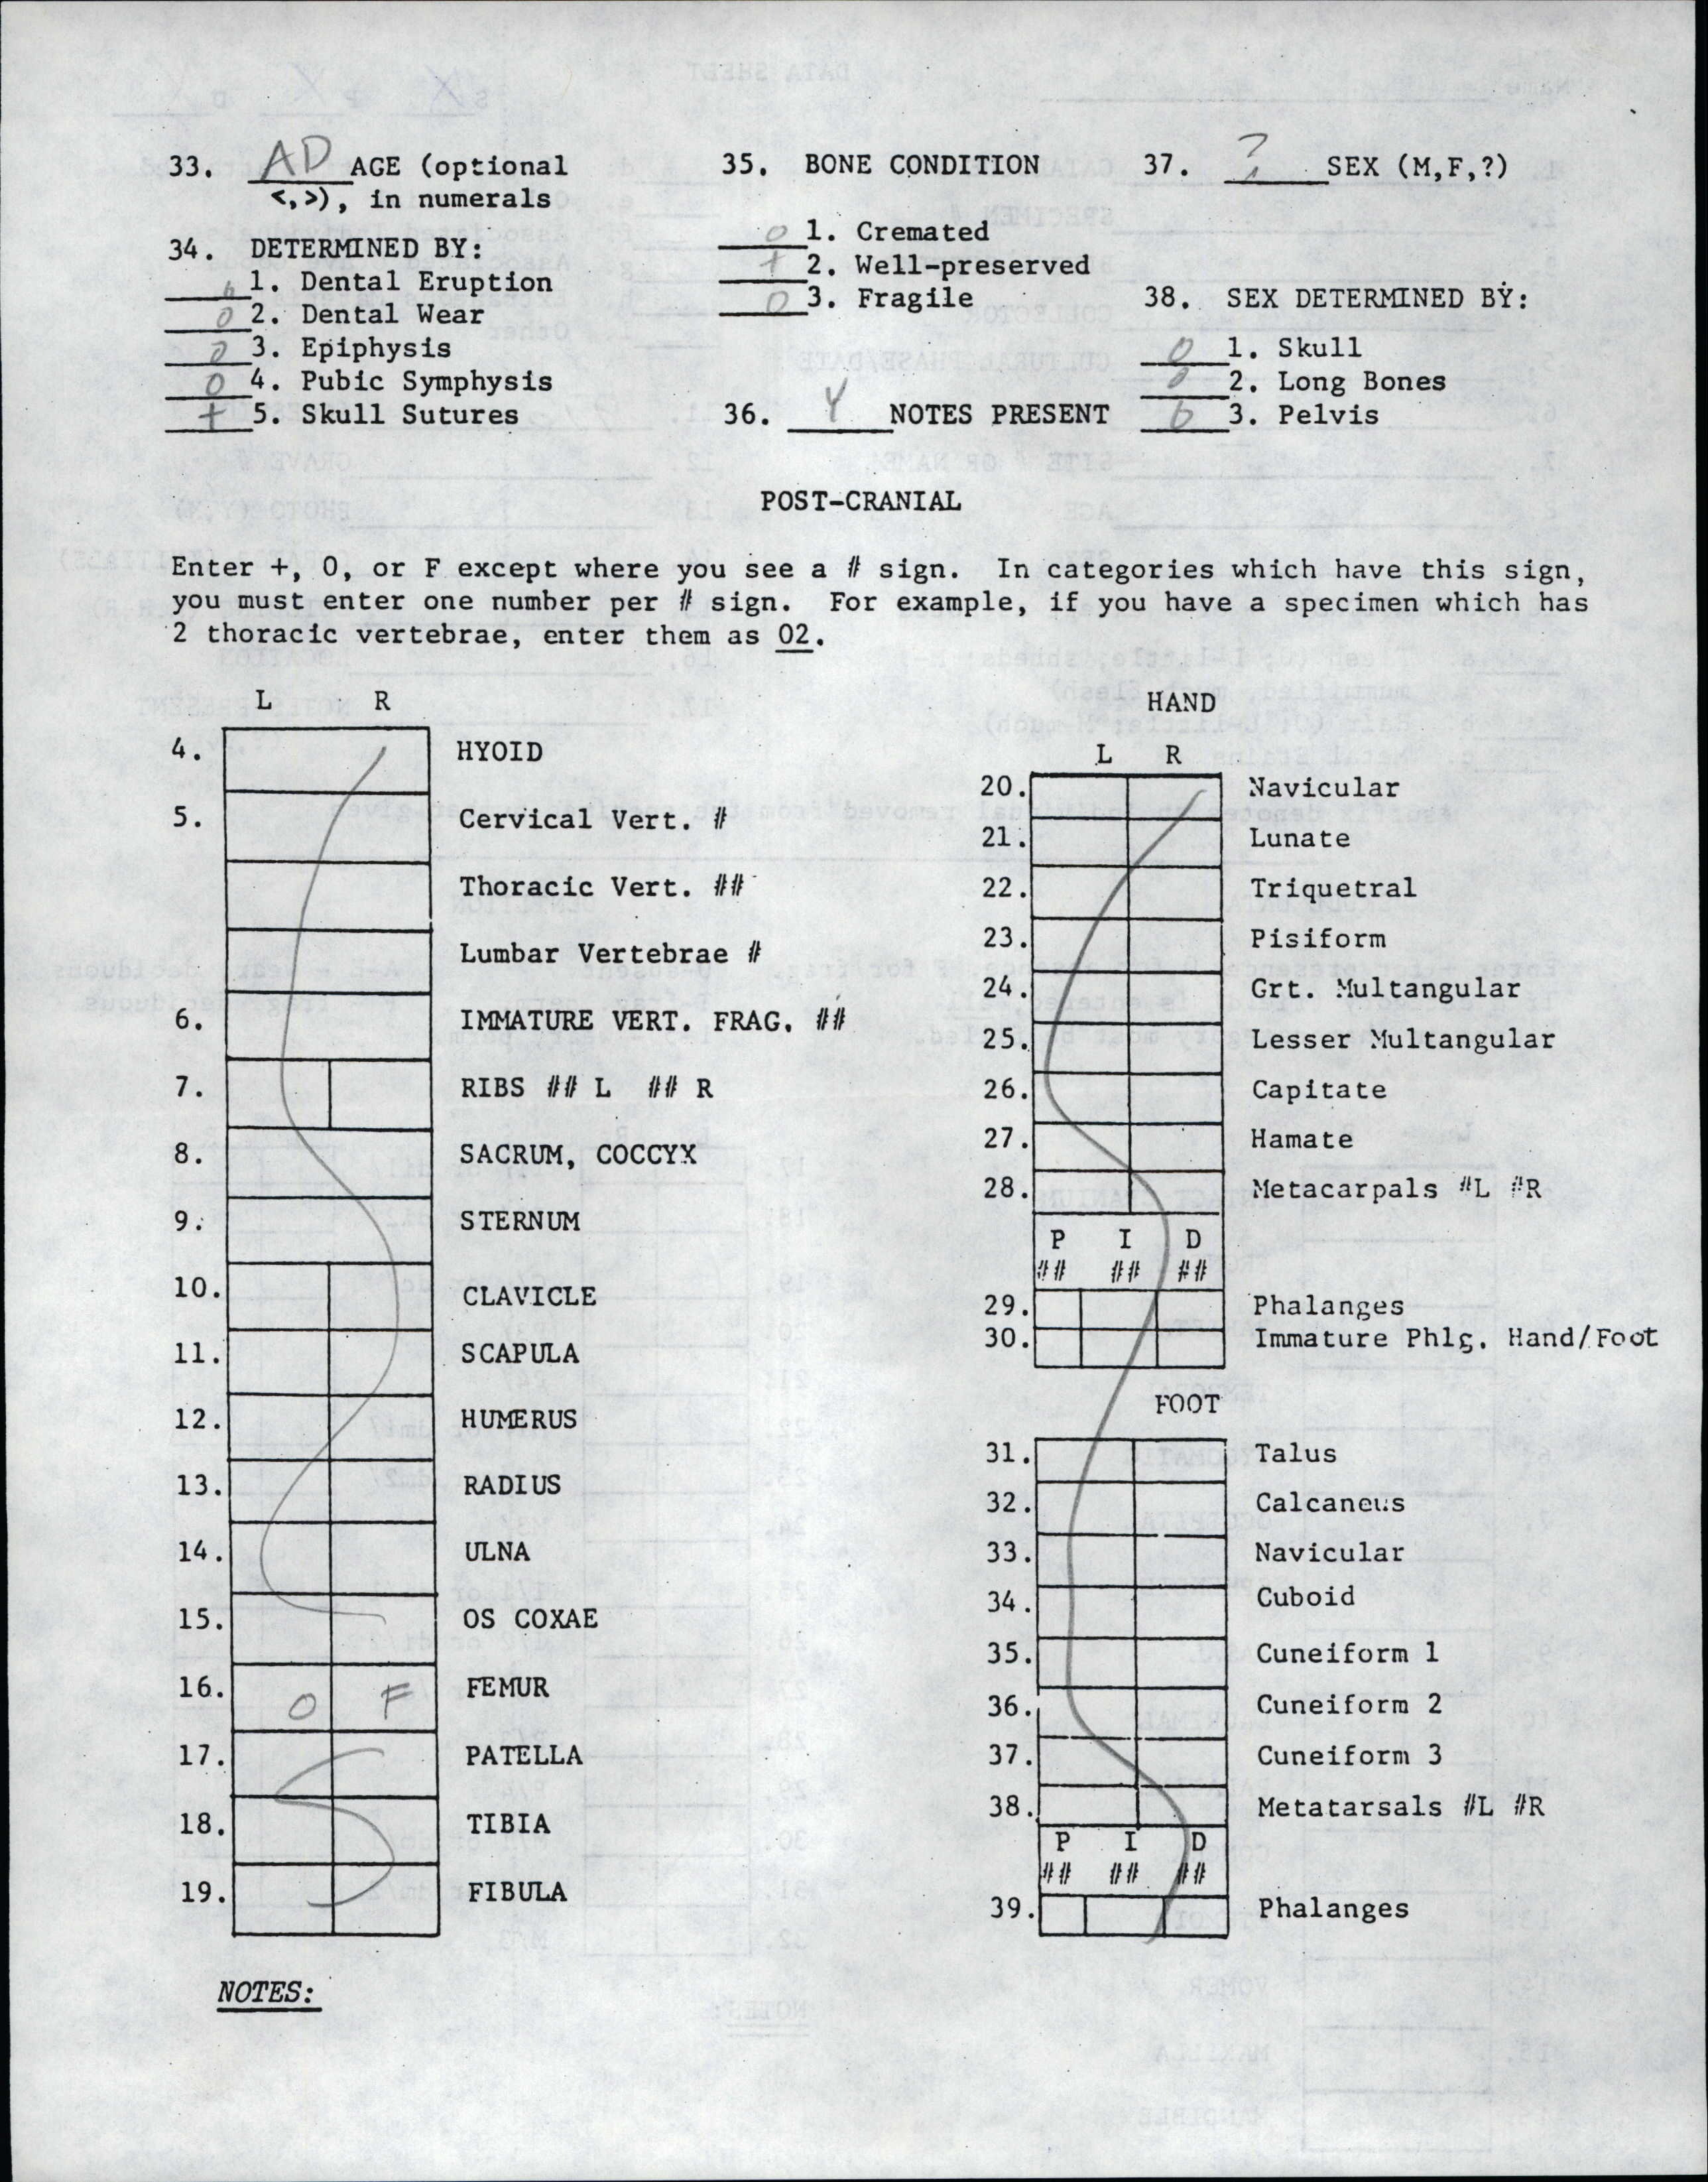 33. AD AGE (optional
<,>), in numerals
34. DETERMINED BY:
0 1. Dental Eruption
0 2. Dental Wear
0 3. Epiphysis
0 4. Pubic Symphysis
+ 5. Skull Sutures
35. BONE CONDITION
0 1. Cremated
+ 2. Well-preserved
0 3. Fragile
36. Y NOTES PRESENT
37. ? SEX (M,F,?)
38. SEX DETERMINED BY:
0 1. Skull
0 2. Long Bones
0 3. Pelvis
POST-CRANIAL
Enter +, 0, or F except where you see a # sign. In categories which have this sign,
you must enter one number per # sign. For example, if you have a specimen which has
2 thoracic vertebrae, enter them as 02.
L R
4. HYOID
5. Cervical Vert. #
Thoracic Vert. ##
Lumbar Vertebrae #
6. IMMATURE VERT. FRAG. ##
7. RIBS ## L ## R
8. SACRUM, COCCYX
9. STERNUM
10. CLAVICLE
11. SCAPULA
12. HUMERUS
13. RADIUS
14. ULNA
15. OS COXAE
16. O F FEMUR
17. PATELLA
18. TIBIA
19. FIBULA
NOTES:
HAND
L R
20. Navicular
21. Lunate
22. Triquetral
23. Pisiform
24. Grt. Multangular
25. Lesser Multangular
26. Capitate
27. Hamate
28. Metacarpals #L #R
P I D
## ## ##
29. Phalanges
30. Immature Phlg. Hand/Foot
FOOT
31. Talus
32. Calcaneus
33. Navicular
34. Cuboid
35. Cuneiform 1
36. Cuneiform 2
37. Cuneiform 3
38. Metatarsals #L #R
P I D
## ## ##
39. Phalanges